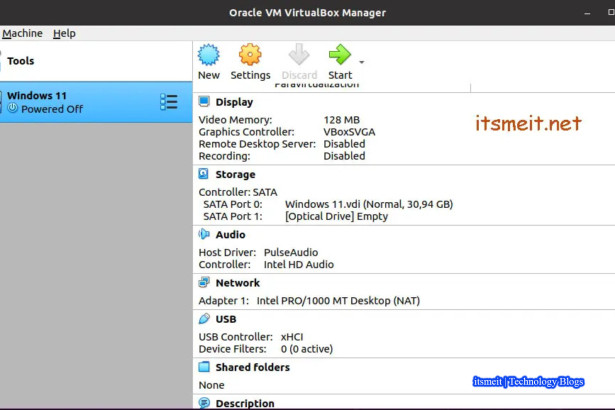 Oracle VM VirtualBox Manager
Machine Help
Tools
New Settings Discard Start
Windows 11
Powered Off
Paravirtualization
Display
Video Memory: 128 MB
Graphics Controller: VBoxSVGA
Remote Desktop Server: Disabled
Recording: Disabled
itsmeit.net
Storage
Controller: SATA
SATA Port 0: Windows 11.vdi (Normal, 30,94 GB)
SATA Port 1: [Optical Drive] Empty
Audio
Host Driver: PulseAudio
Controller: Intel HD Audio
Network
Adapter 1: Intel PRO/1000 MT Desktop (NAT)
USB
USB Controller: xHCI
Device Filters: 0 (0 active)
Shared folders
None
itsmeit | Technology Blogs
Description